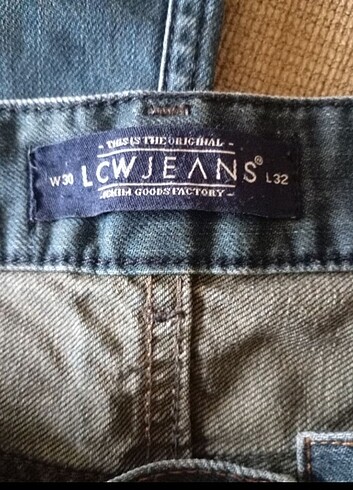 - THIS IS THE ORIGINAL -
W30 LCWJEANS® L32
DENIM GOODS FACTORY -